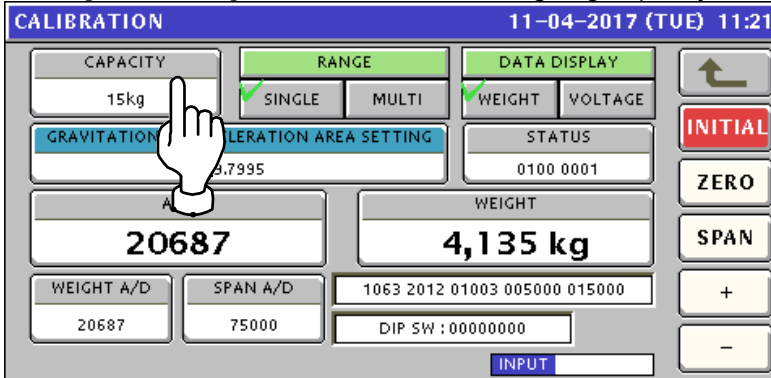 CALIBRATION 11-04-2017 (TUE) 11:21
CAPACITY RANGE DATA DISPLAY
15kg SINGLE MULTI WEIGHT VOLTAGE
INITIAL
AREA SETTING STATUS
.7995 0100 0001
ZERO
WEIGHT
20687 4,135 kg SPAN
WEIGHT A/D SPAN A/D 1063 2012 01003 005000 015000 +
20687 75000 DIP SW : 00000000
−
INPUT